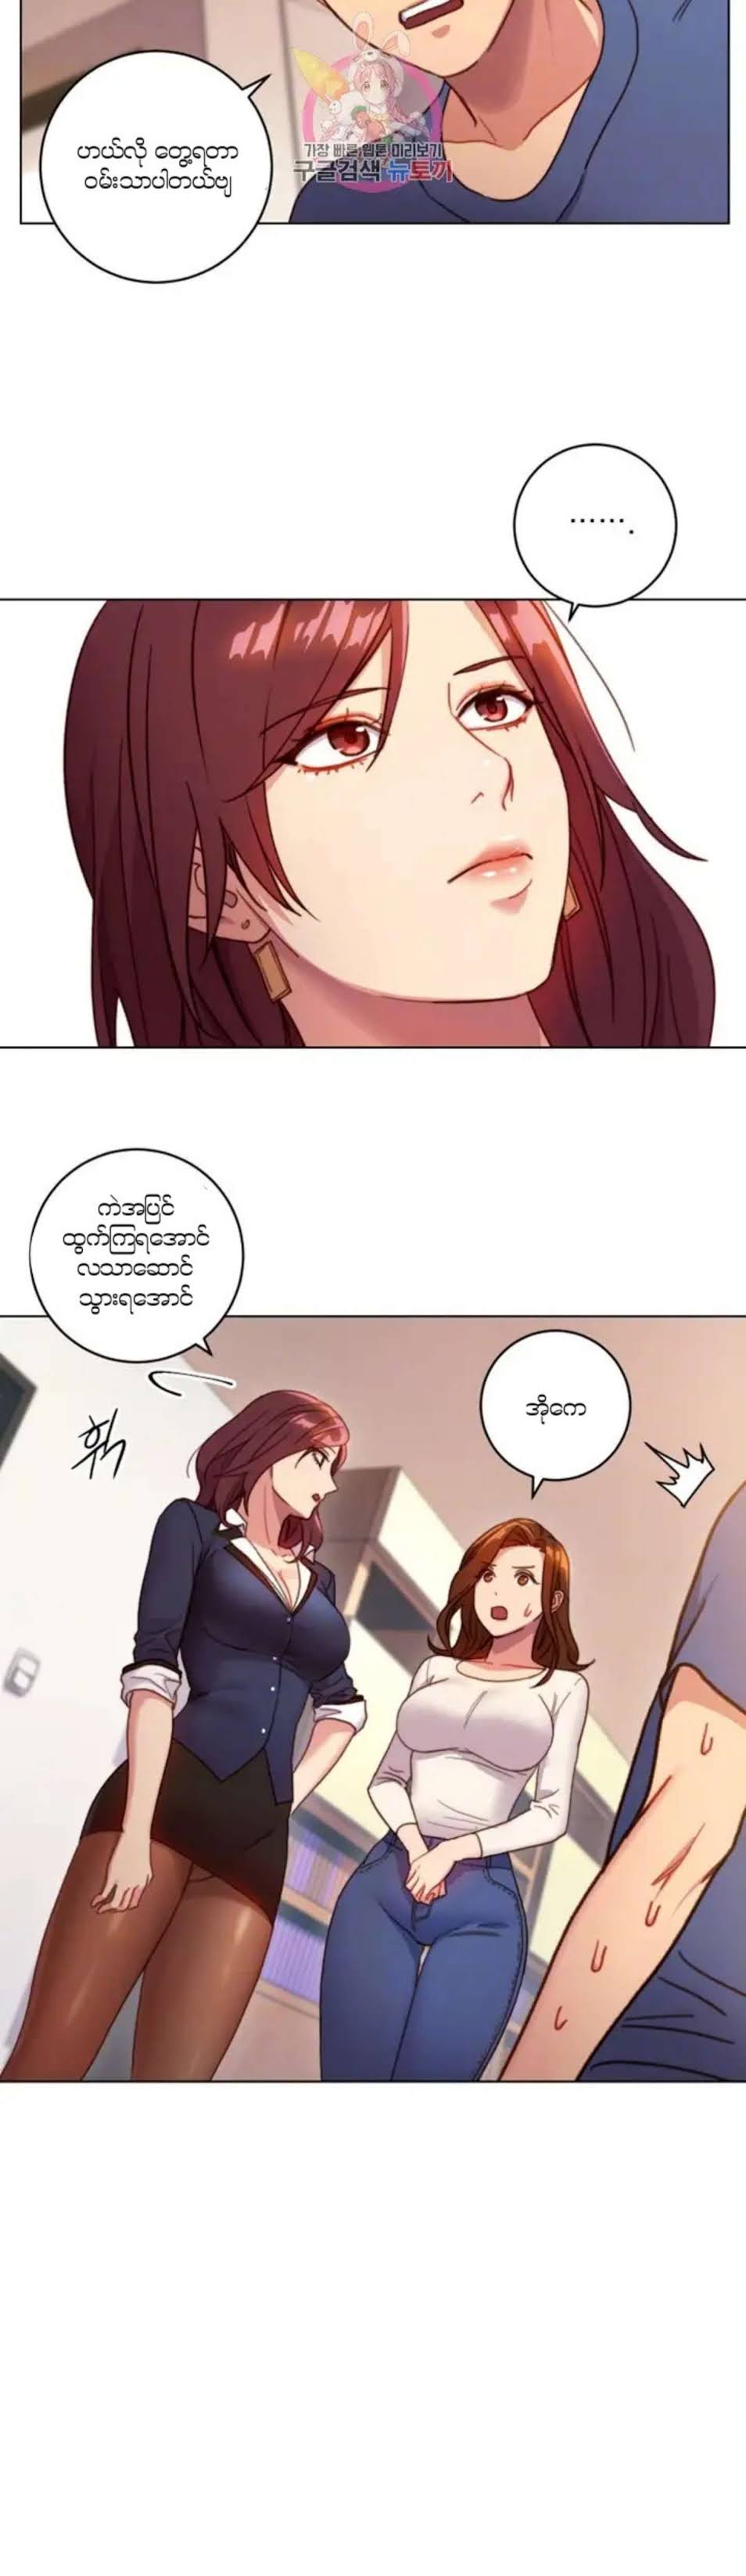 ဟယ်လို တွေ့ရတာ
ဝမ်းသာပါတယ်ဗျ
가장 빠른 웹툰 미리보기
구글검색 뉴토끼
.......
ကဲအပြင်
ထွက်ကြရအောင်
လသာဆောင်
သွားရအောင်
အိုကေ
휙